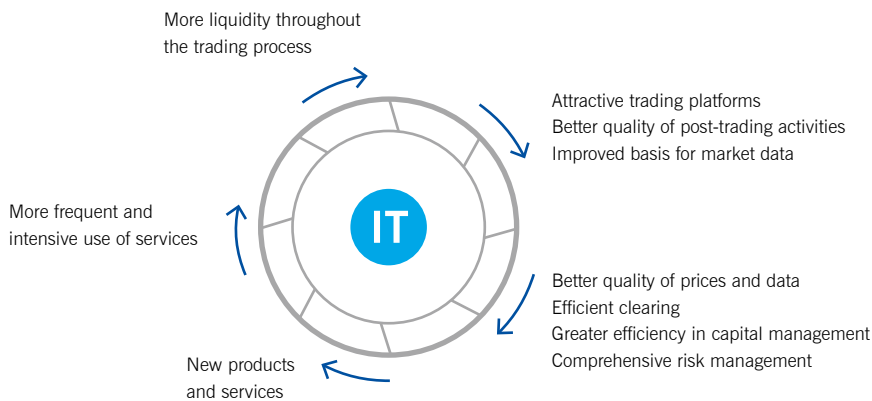 More liquidity throughout
the trading process
Attractive trading platforms
Better quality of post-trading activities
Improved basis for market data
More frequent and
intensive use of services
IT
Better quality of prices and data
Efficient clearing
Greater efficiency in capital management
Comprehensive risk management
New products
and services